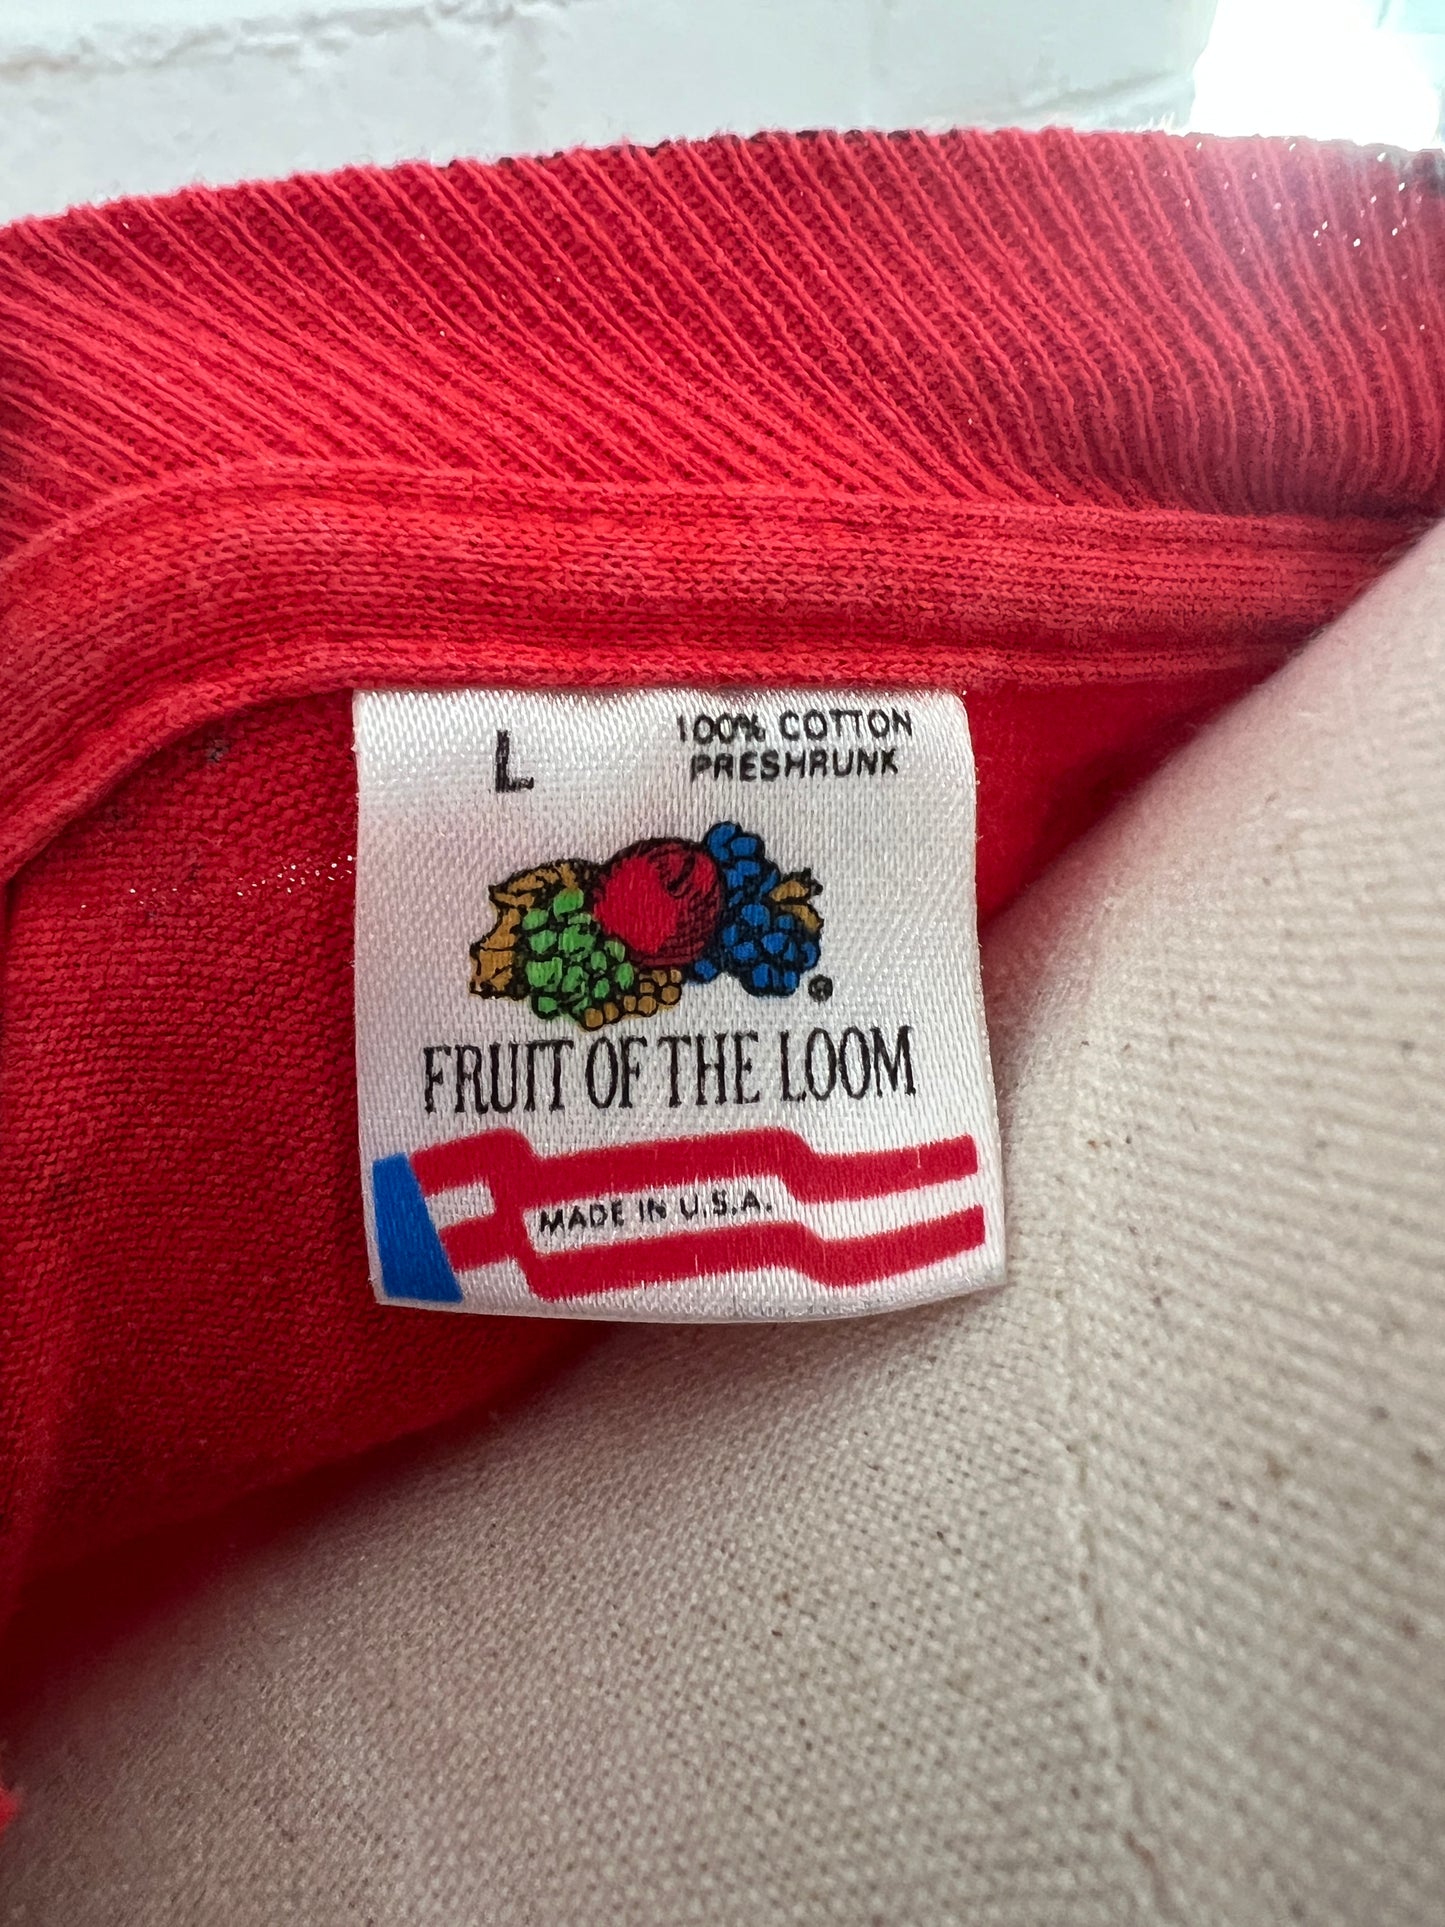 L
100% COTTON
PRESHRUNK
®
FRUIT OF THE LOOM
MADE IN U.S.A.